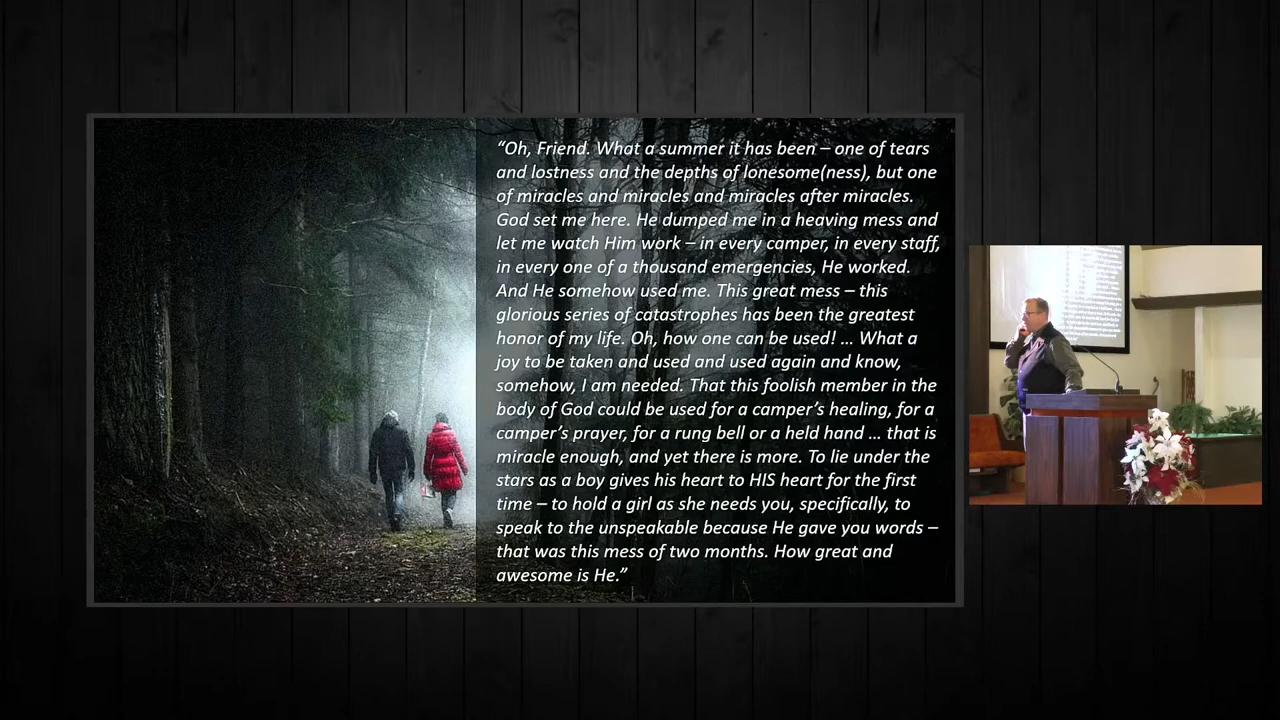 “Oh, Friend. What a summer it has been – one of tears
and lostness and the depths of lonesome(ness), but one
of miracles and miracles and miracles after miracles.
God set me here. He dumped me in a heaving mess and
let me watch Him work – in every camper, in every staff,
in every one of a thousand emergencies, He worked.
And He somehow used me. This great mess – this
glorious series of catastrophes has been the greatest
honor of my life. Oh, how one can be used! ... What a
joy to be taken and used and used again and know,
somehow, I am needed. That this foolish member in the
body of God could be used for a camper’s healing, for a
camper’s prayer, for a rung bell or a held hand ... that is
miracle enough, and yet there is more. To lie under the
stars as a boy gives his heart to HIS heart for the first
time – to hold a girl as she needs you, specifically, to
speak to the unspeakable because He gave you words –
that was this mess of two months. How great and
awesome is He.”